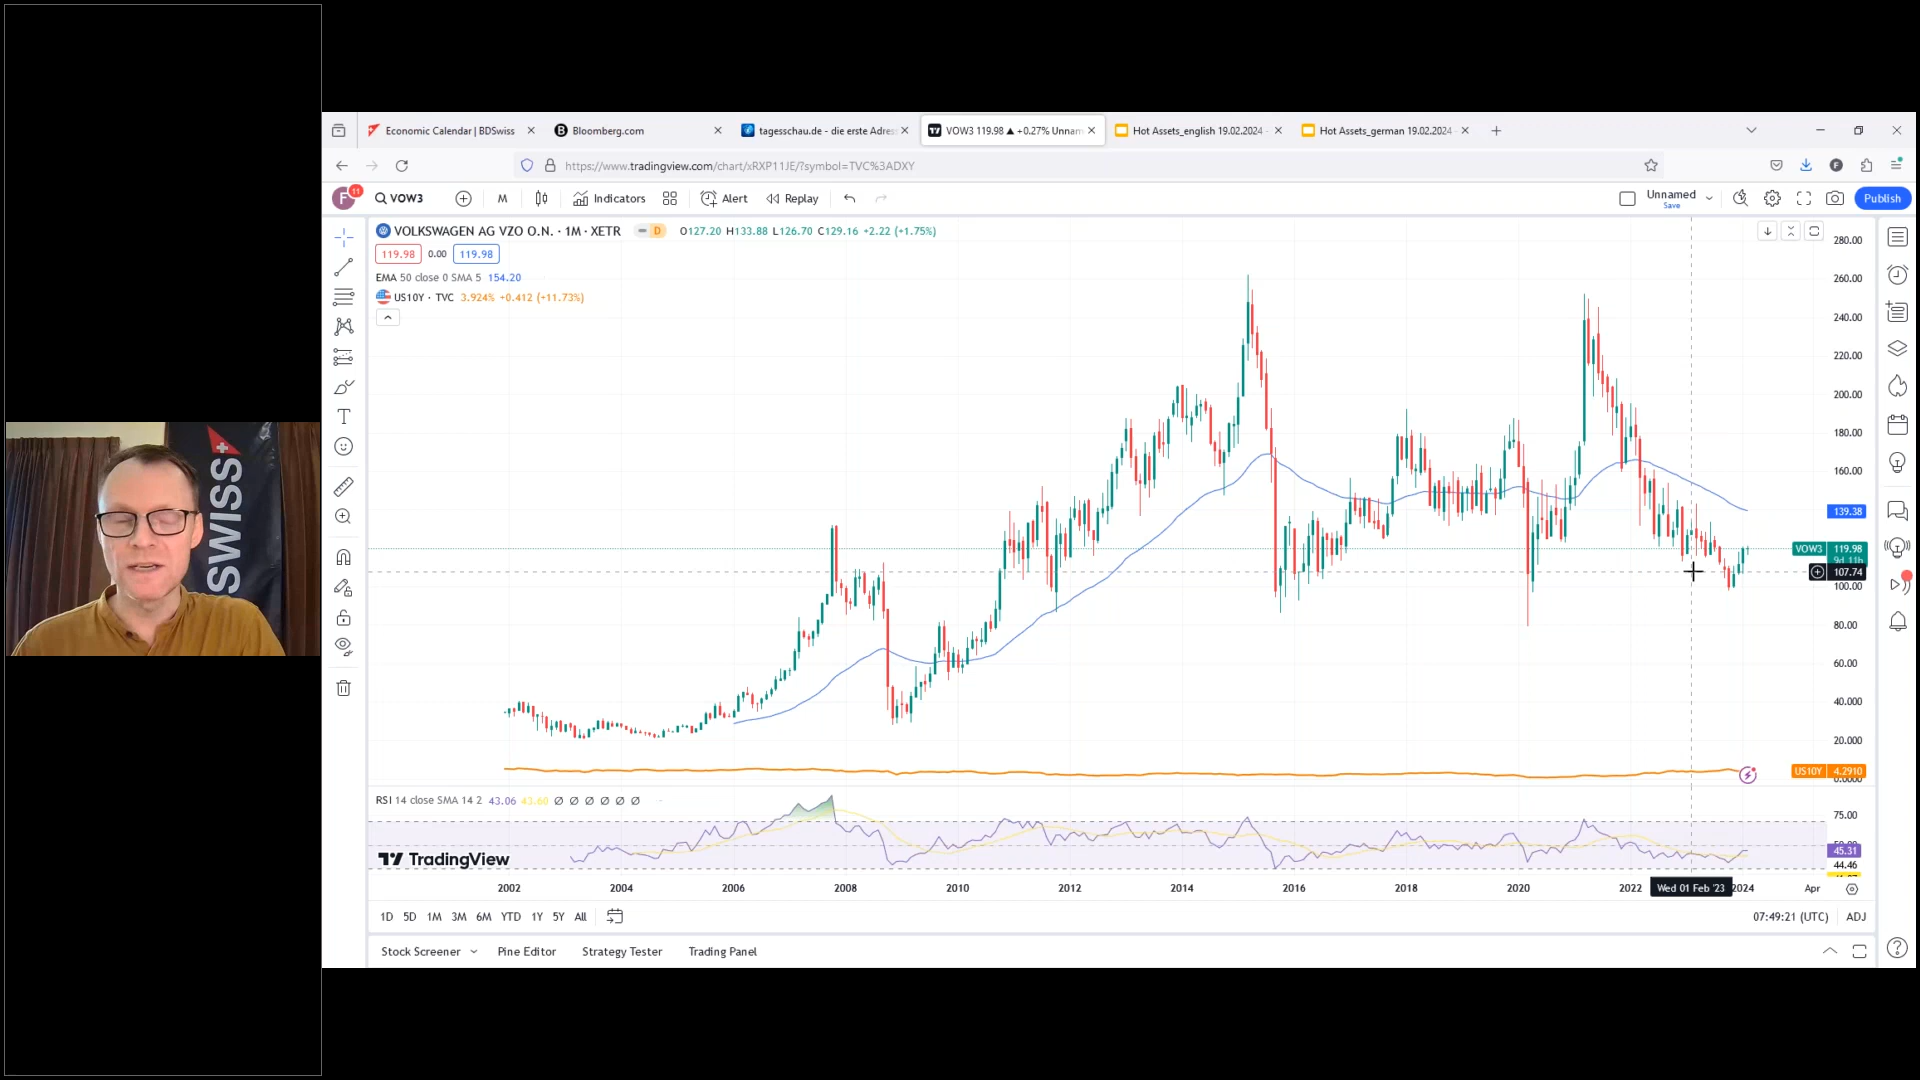 Economic Calendar | BDSwiss
Bloomberg.com
tagesschau.de - die erste Adres
VOW3 119.98 ▲ +0.27% Unnam
Hot Assets_english 19.02.2024 -
Hot Assets_german 19.02.2024 -
https://www.tradingview.com/chart/xRXP11JE/?symbol=TVC%3ADXY
F 11
VOW3
M
Indicators
Alert
Replay
Unnamed
Save
Publish
VOLKSWAGEN AG VZO O.N. · 1M · XETR
D
O127.20 H133.88 L126.70 C129.16 +2.22 (+1.75%)
119.98 0.00 119.98
EMA 50 close 0 SMA 5 154.20
US10Y · TVC 3.924% +0.412 (+11.73%)
280.00
260.00
240.00
220.00
200.00
180.00
160.00
139.38
VOW3 119.98
9d 11h
107.74
100.00
80.00
60.00
40.000
20.000
US10Y 4.2910
SWISS
RSI 14 close SMA 14 2 43.06 43.60 Ø Ø Ø Ø Ø Ø
75.00
45.31
44.46
TradingView
2002 2004 2006 2008 2010 2012 2014 2016 2018 2020 2022 Wed 01 Feb '23 2024 Apr
1D 5D 1M 3M 6M YTD 1Y 5Y All
07:49:21 (UTC) ADJ
Stock Screener Pine Editor Strategy Tester Trading Panel